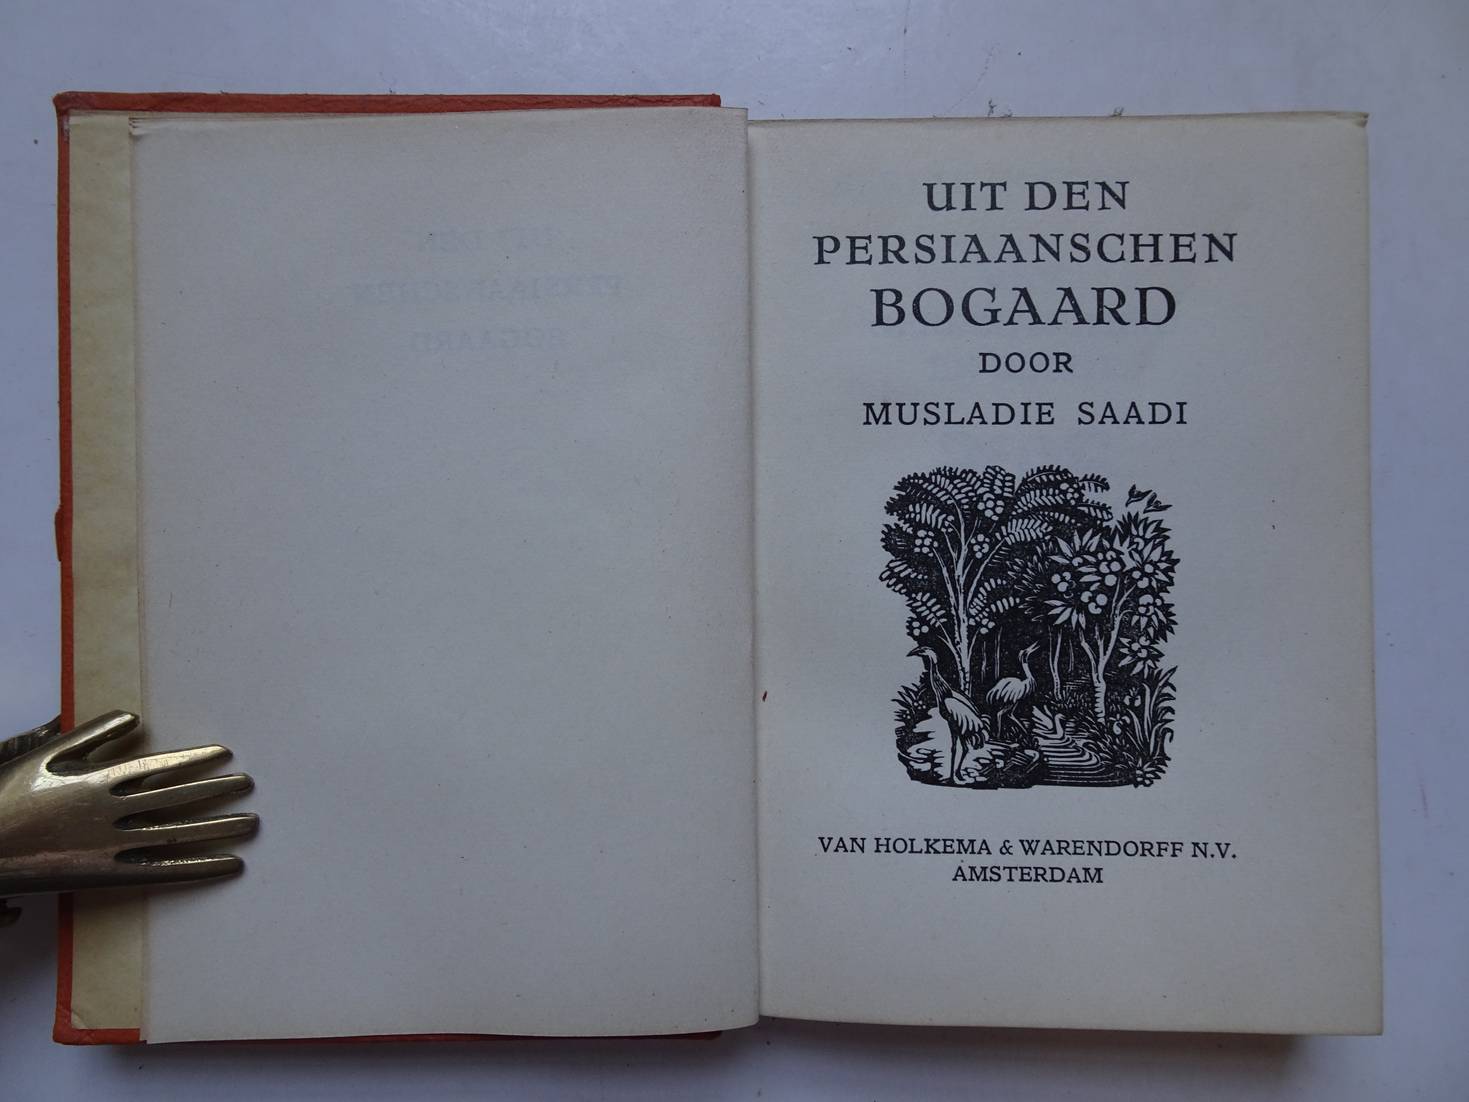 UIT DEN
PERSIAANSCHEN
BOGAARD
DOOR
MUSLADIE SAADI
VAN HOLKEMA & WARENDORFF N.V.
AMSTERDAM